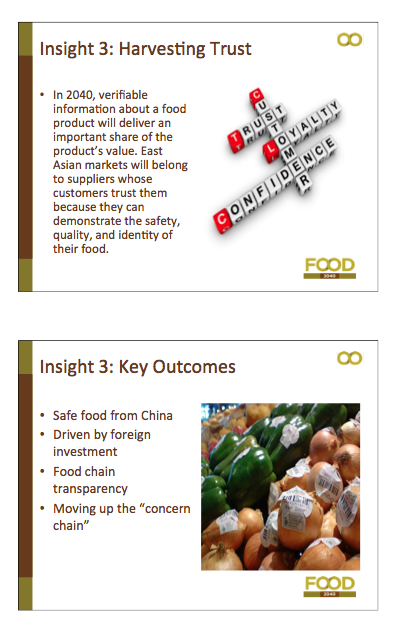 Insight 3: Harvesting Trust
• In 2040, verifiable
information about a food
product will deliver an
important share of the
product's value. East
Asian markets will belong
to suppliers whose
customers trust them
because they can
demonstrate the safety,
quality, and identity of
their food.
TRUST
CUSTOMER
LOYALTY
CONFIDENCE
FOOD
2040
Insight 3: Key Outcomes
• Safe food from China
• Driven by foreign
investment
• Food chain
transparency
• Moving up the “concern
chain”
FOOD
2040